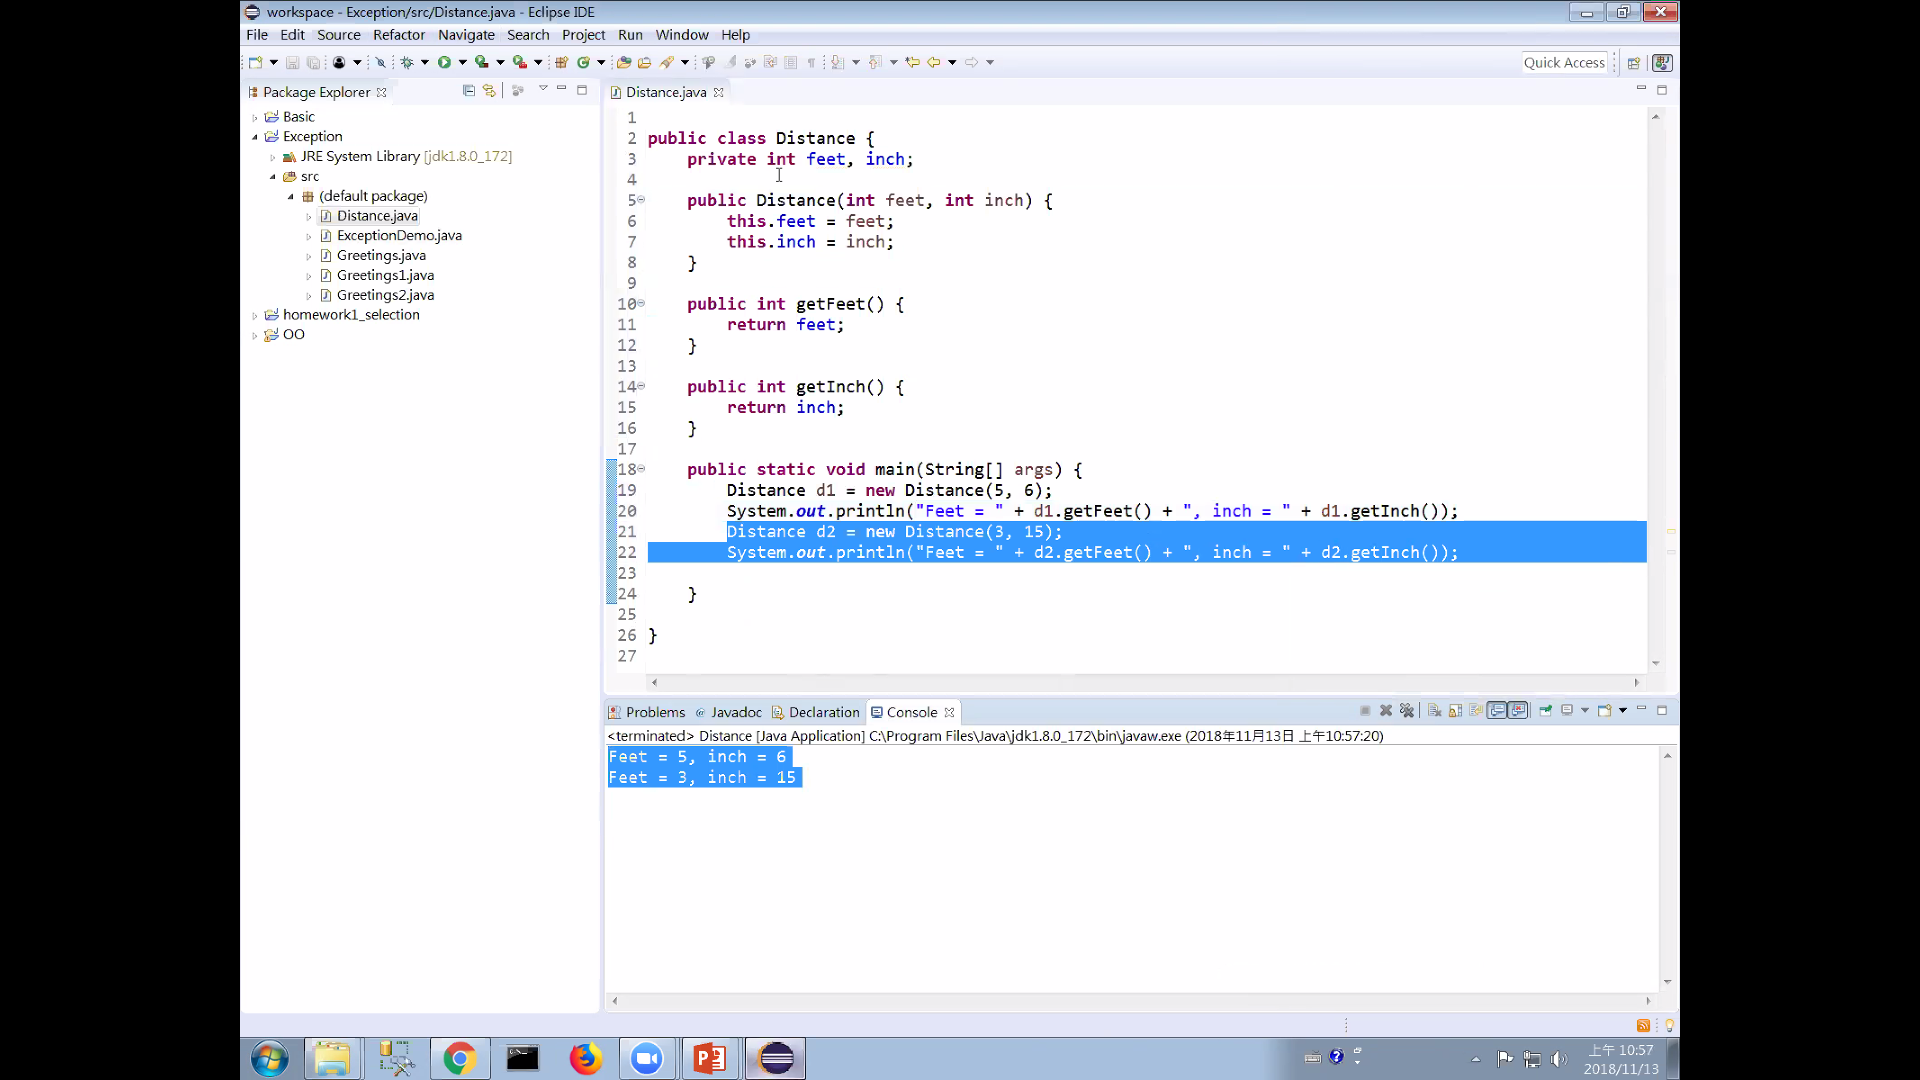 workspace - Exception/src/Distance.java - Eclipse IDE
File Edit Source Refactor Navigate Search Project Run Window Help
Quick Access
Package Explorer
Basic
Exception
JRE System Library [jdk1.8.0_172]
src
(default package)
Distance.java
ExceptionDemo.java
Greetings.java
Greetings1.java
Greetings2.java
homework1_selection
OO
Distance.java
1
2 public class Distance {
3 private int feet, inch;
4
5 public Distance(int feet, int inch) {
6 this.feet = feet;
7 this.inch = inch;
8 }
9
10 public int getFeet() {
11 return feet;
12 }
13
14 public int getInch() {
15 return inch;
16 }
17
18 public static void main(String[] args) {
19 Distance d1 = new Distance(5, 6);
20 System.out.println("Feet = " + d1.getFeet() + ", inch = " + d1.getInch());
21 Distance d2 = new Distance(3, 15);
22 System.out.println("Feet = " + d2.getFeet() + ", inch = " + d2.getInch());
23
24 }
25
26 }
27
Problems @ Javadoc Declaration Console
<terminated> Distance [Java Application] C:\Program Files\Java\jdk1.8.0_172\bin\javaw.exe (2018年11月13日 上午10:57:20)
Feet = 5, inch = 6
Feet = 3, inch = 15
上午 10:57
2018/11/13